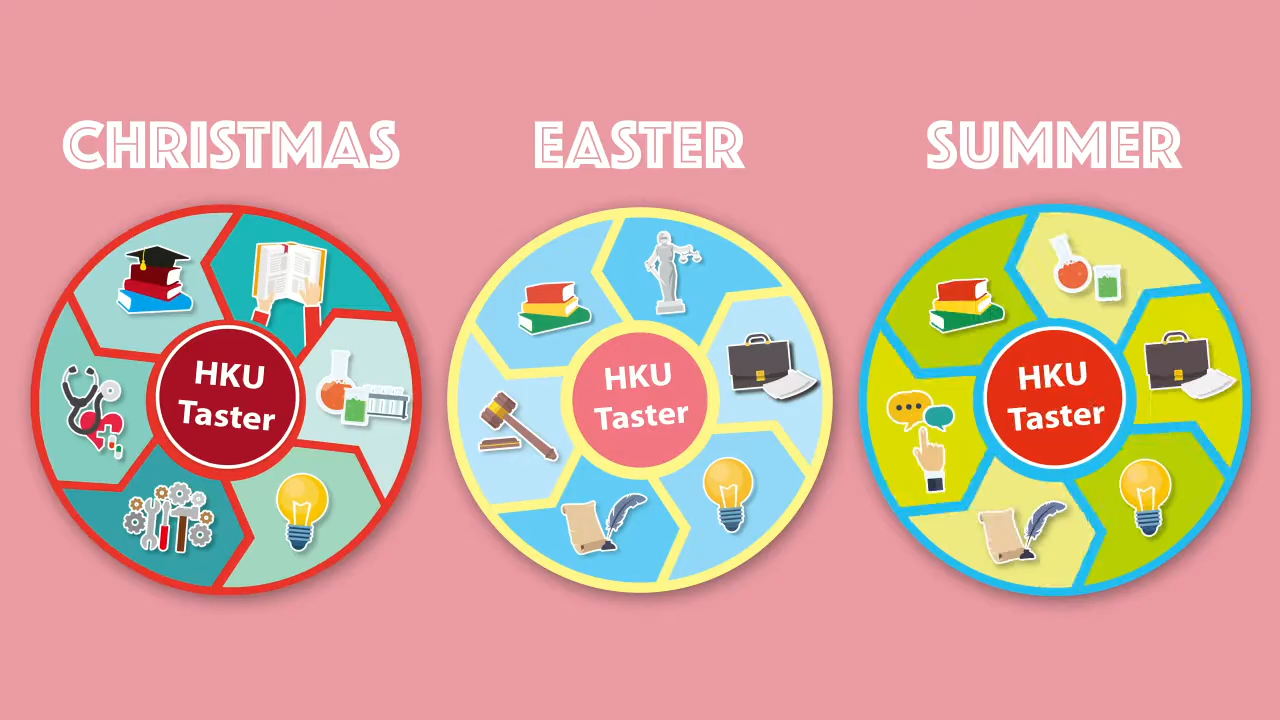 CHRISTMAS
EASTER
SUMMER
HKU
Taster
HKU
Taster
HKU
Taster